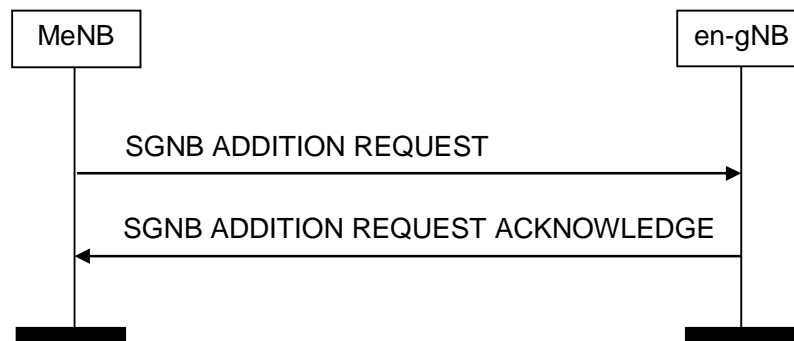 MeNB
en-gNB
SGNB ADDITION REQUEST
SGNB ADDITION REQUEST ACKNOWLEDGE